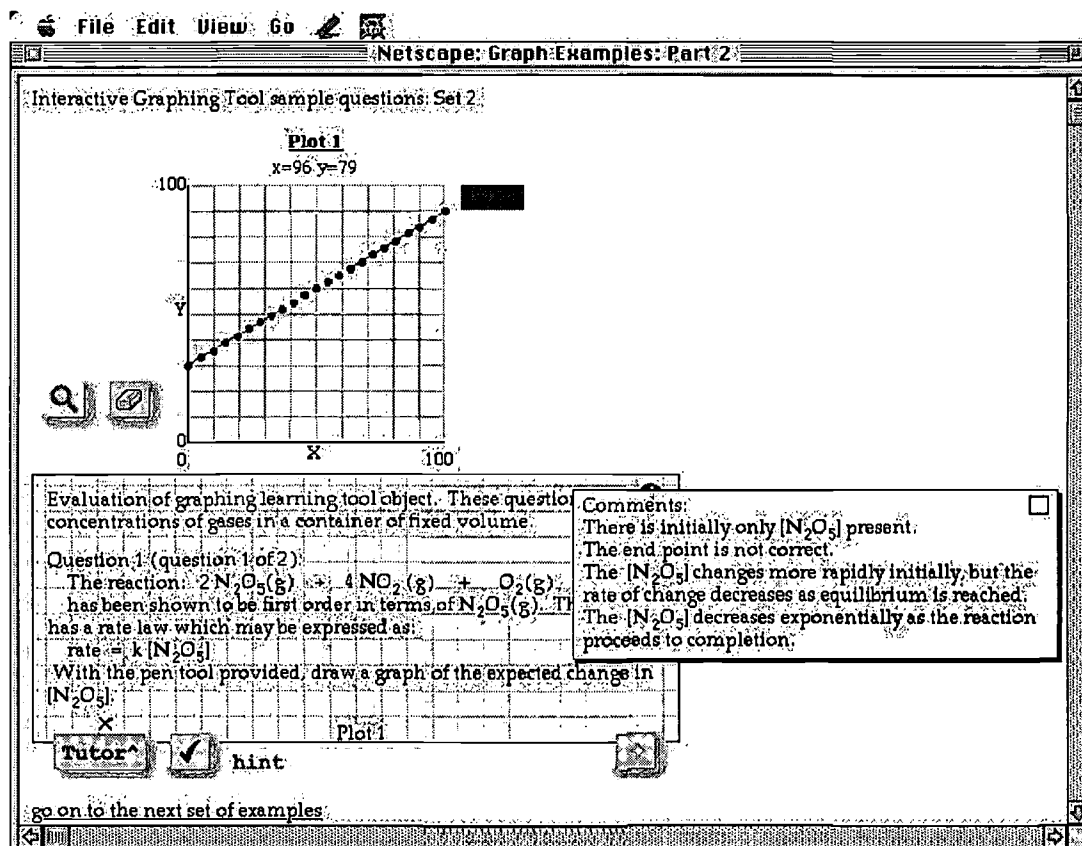 File Edit View Go
Netscape: Graph Examples: Part 2
Interactive Graphing Tool sample questions: Set 2
Plot 1
x=96 y=79
100
Y
0
0 X 100
Evaluation of graphing learning tool object. These questio
concentrations of gases in a container of fixed volume.
Question 1 (question 1 of 2)
The reaction: 2 N2O5(g) → 4 NO2(g) + O2(g)
has been shown to be first order in terms of N2O5(g). Th
has a rate law which may be expressed as:
rate = k [N2O5]
With the pen tool provided, draw a graph of the expected change in
[N2O5].
X
Plot 1
Comments:
There is initially only [N2O5] present.
The end point is not correct.
The [N2O5] changes more rapidly initially, but the
rate of change decreases as equilibrium is reached.
The [N2O5] decreases exponentially as the reaction
proceeds to completion.
Tutor^ hint
go on to the next set of examples